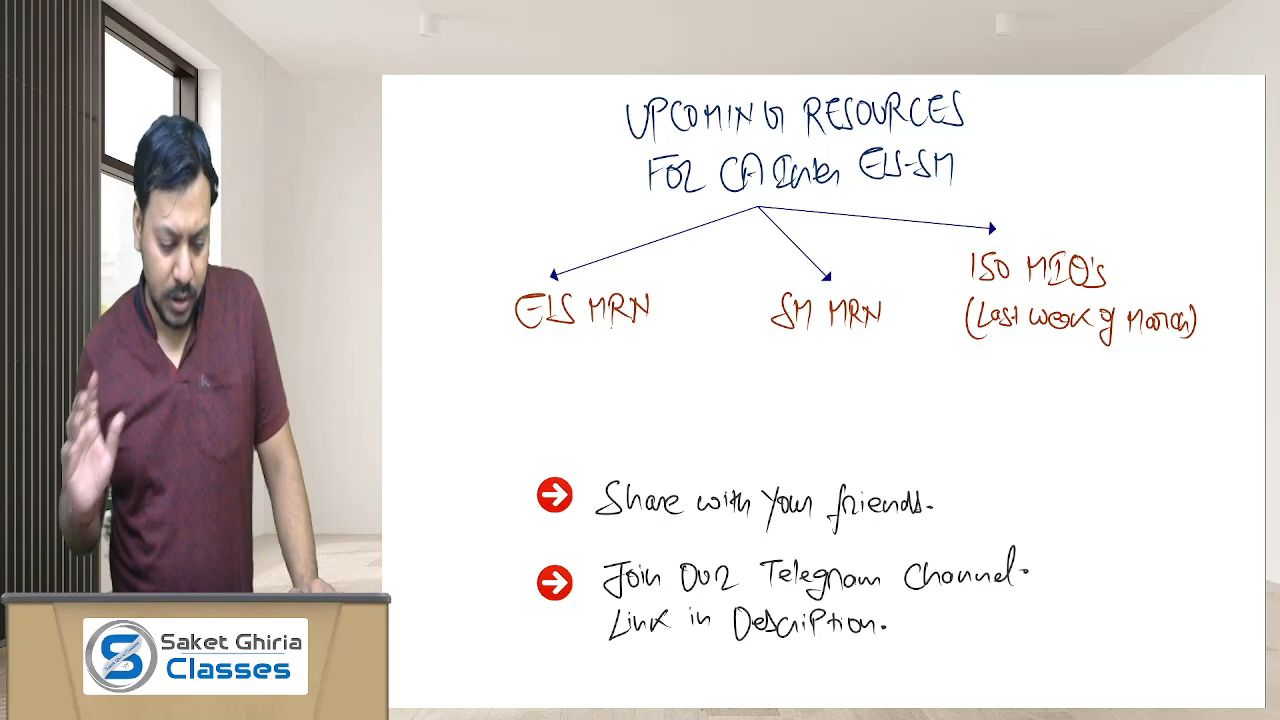 UPCOMING RESOURCES
FOR CA Inter EIS-SM
EIS MRN
SM MRN
150 MIQ's
(Last week of March)
Share with your friends.
Join Our Telegram Channel.
Link in Description.
Saket Ghiria
Classes